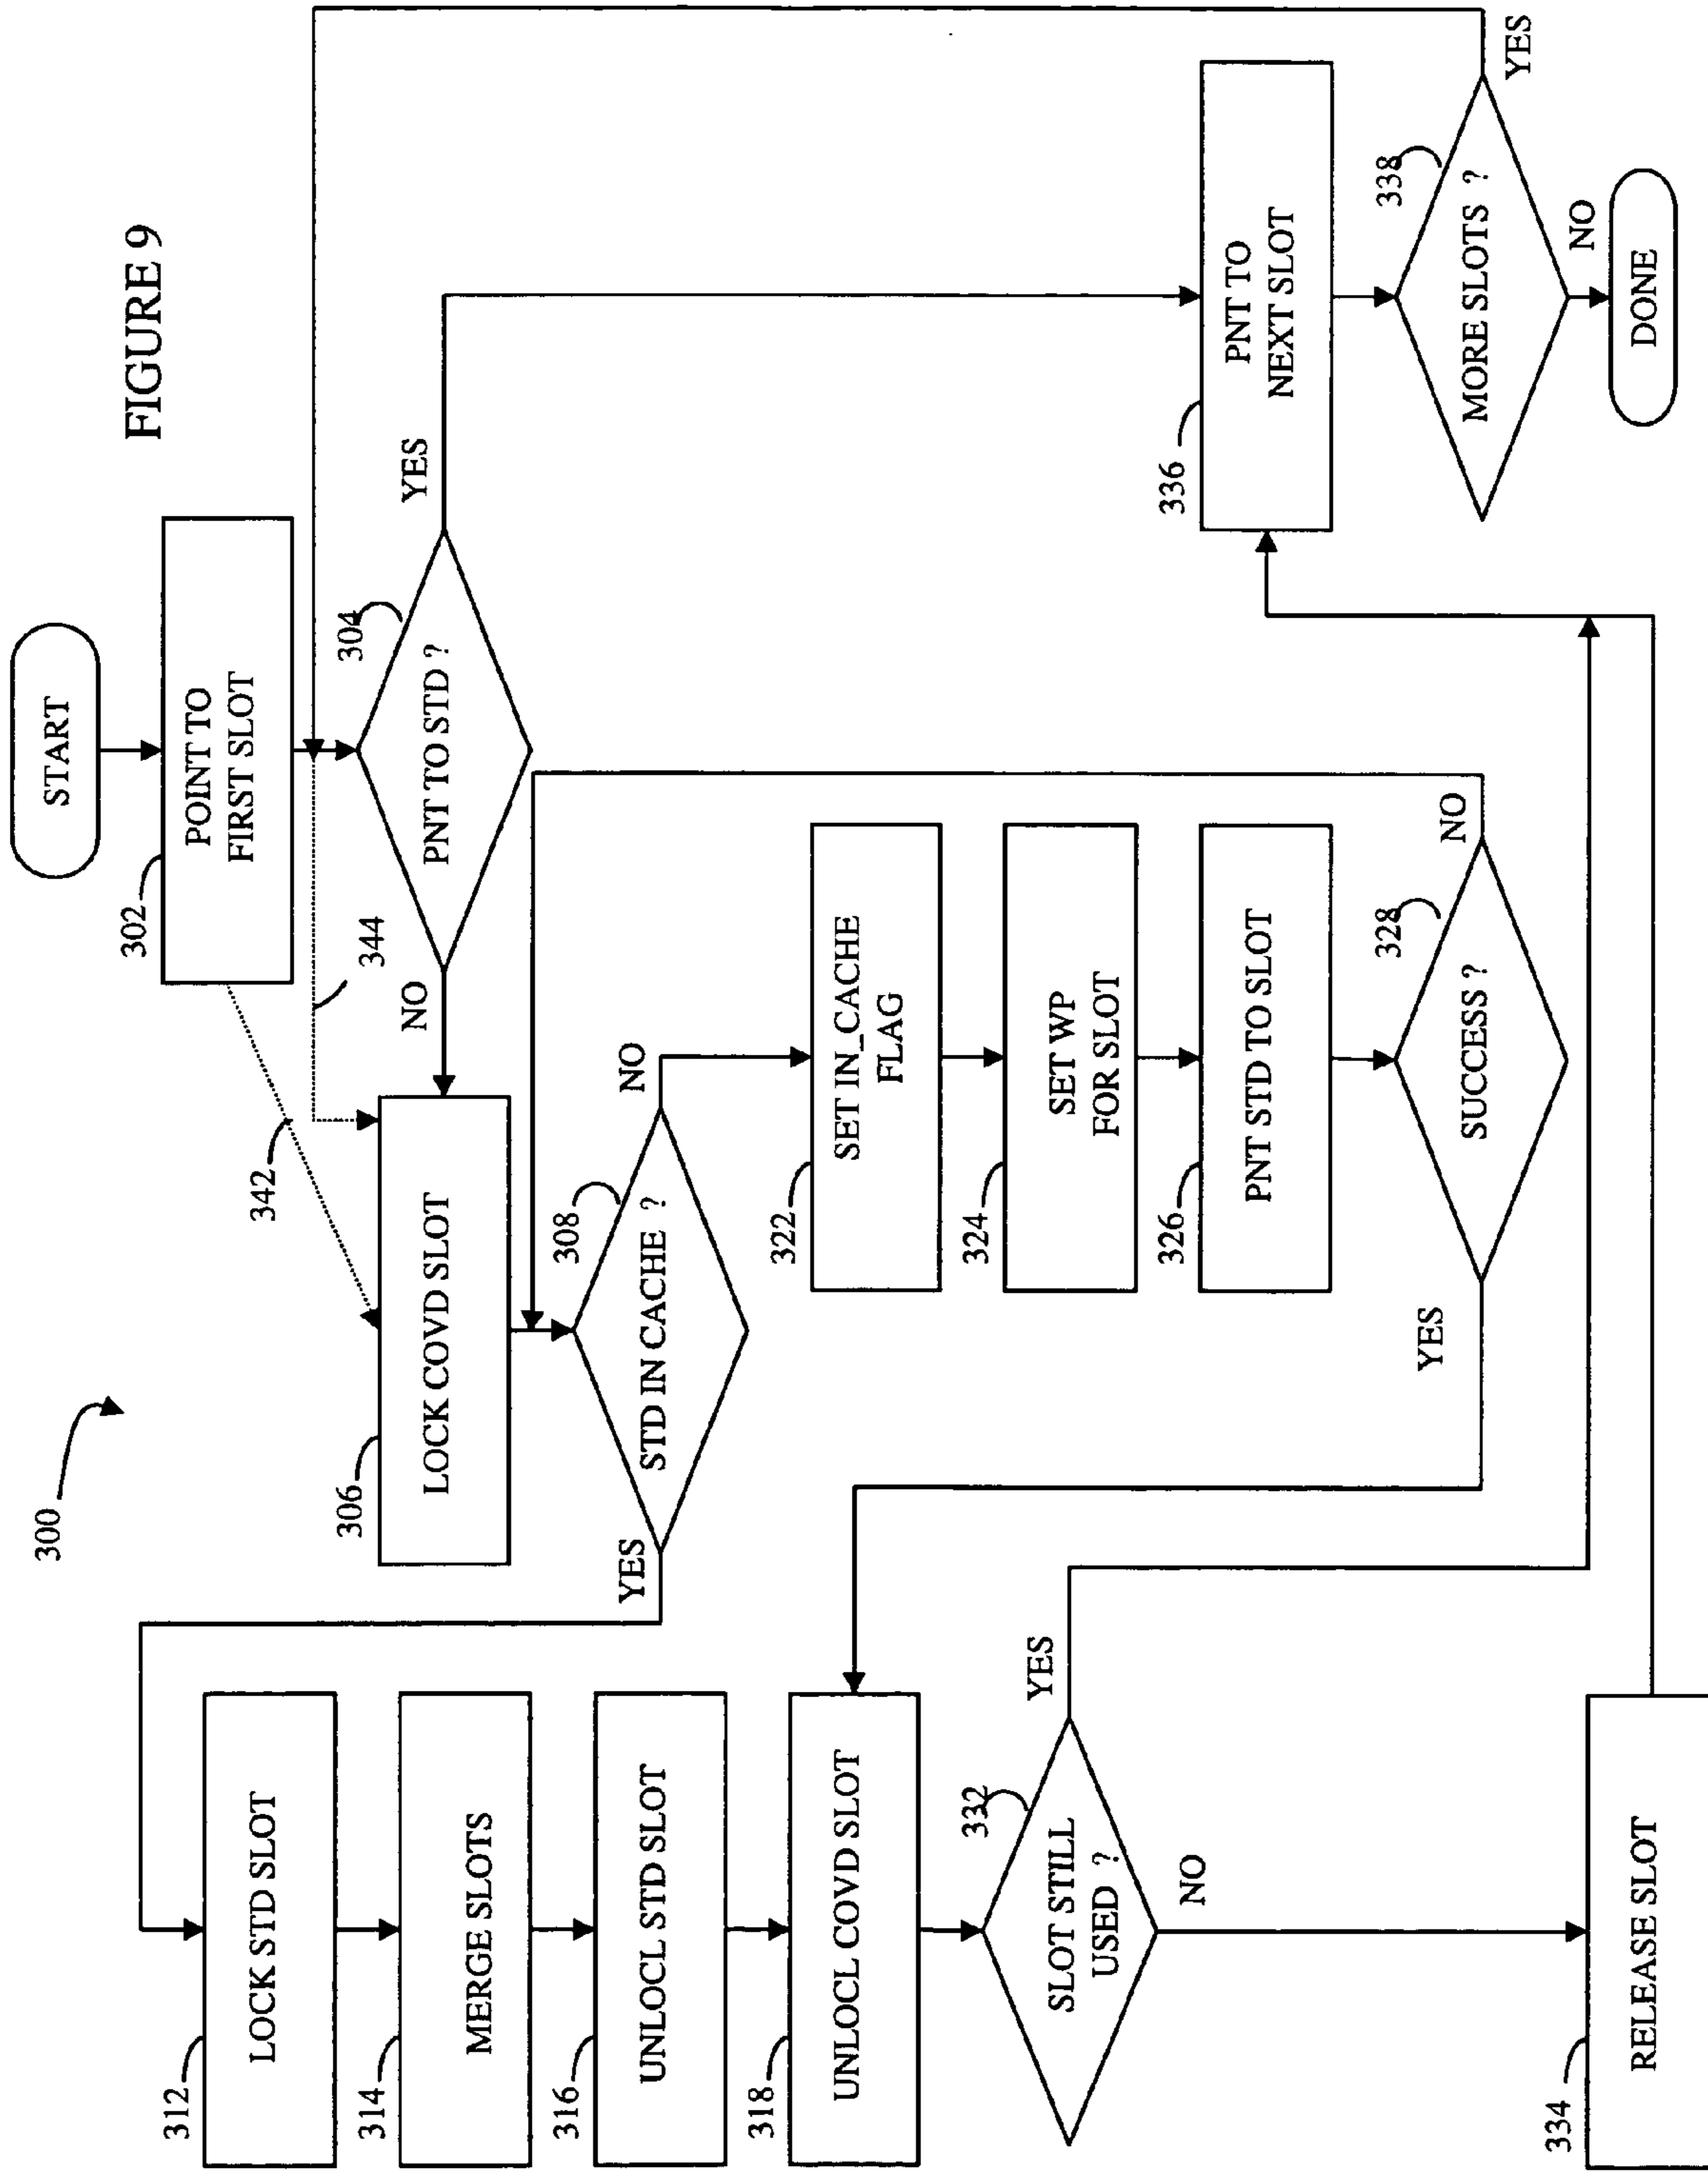 FIGURE 9
300
START
302
POINT TO
FIRST SLOT
342
344
304
PNT TO STD ?
YES
NO
306
LOCK COVD SLOT
308
STD IN CACHE ?
YES
NO
312
LOCK STD SLOT
314
MERGE SLOTS
316
UNLOCL STD SLOT
318
UNLOCL COVD SLOT
322
SET IN_CACHE
FLAG
324
SET WP
FOR SLOT
326
PNT STD TO SLOT
328
SUCCESS ?
YES
NO
332
SLOT STILL
USED ?
YES
NO
334
RELEASE SLOT
336
PNT TO
NEXT SLOT
338
MORE SLOTS ?
YES
NO
DONE